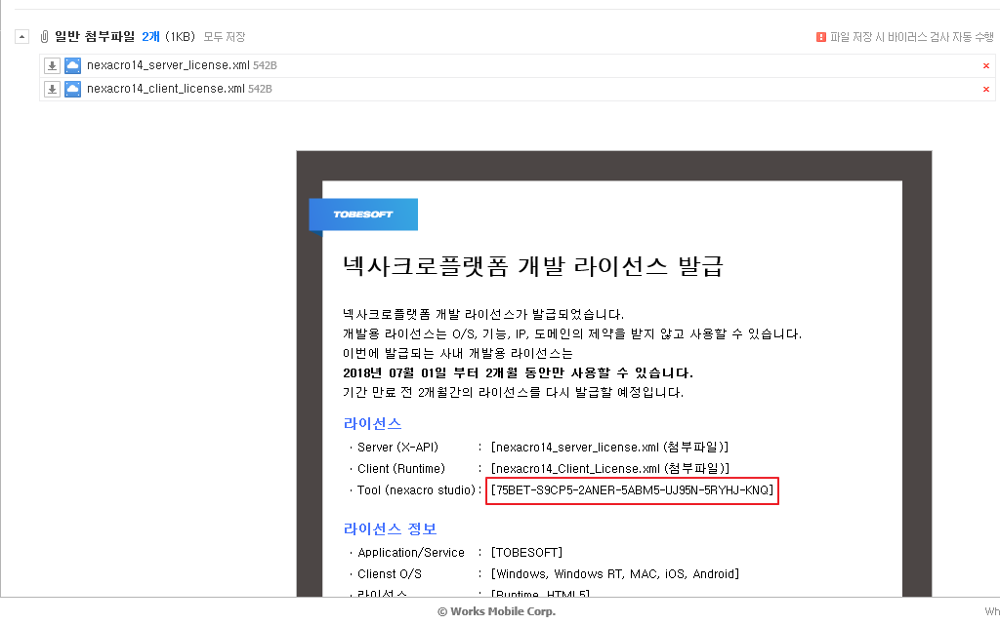 일반 첨부파일 2개 (1KB) 모두 저장
파일 저장 시 바이러스 검사 자동 수행
nexacro14_server_license.xml 542B
nexacro14_client_license.xml 542B
TOBESOFT
넥사크로플랫폼 개발 라이선스 발급
넥사크로플랫폼 개발 라이선스가 발급되었습니다.
개발용 라이선스는 O/S, 기능, IP, 도메인의 제약을 받지 않고 사용할 수 있습니다.
이번에 발급되는 사내 개발용 라이선스는
2018년 07월 01일 부터 2개월 동안만 사용할 수 있습니다.
기간 만료 전 2개월간의 라이선스를 다시 발급할 예정입니다.
라이선스
· Server (X-API) : [nexacro14_server_license.xml (첨부파일)]
· Client (Runtime) : [nexacro14_Client_License.xml (첨부파일)]
· Tool (nexacro studio) : [75BET-S9CP5-2ANER-5ABM5-UJ95N-5RYHJ-KNQ]
라이선스 정보
· Application/Service : [TOBESOFT]
· Clienst O/S : [Windows, Windows RT, MAC, iOS, Android]
· 라이선스 : [Runtime, HTML5]
© Works Mobile Corp.
Wh